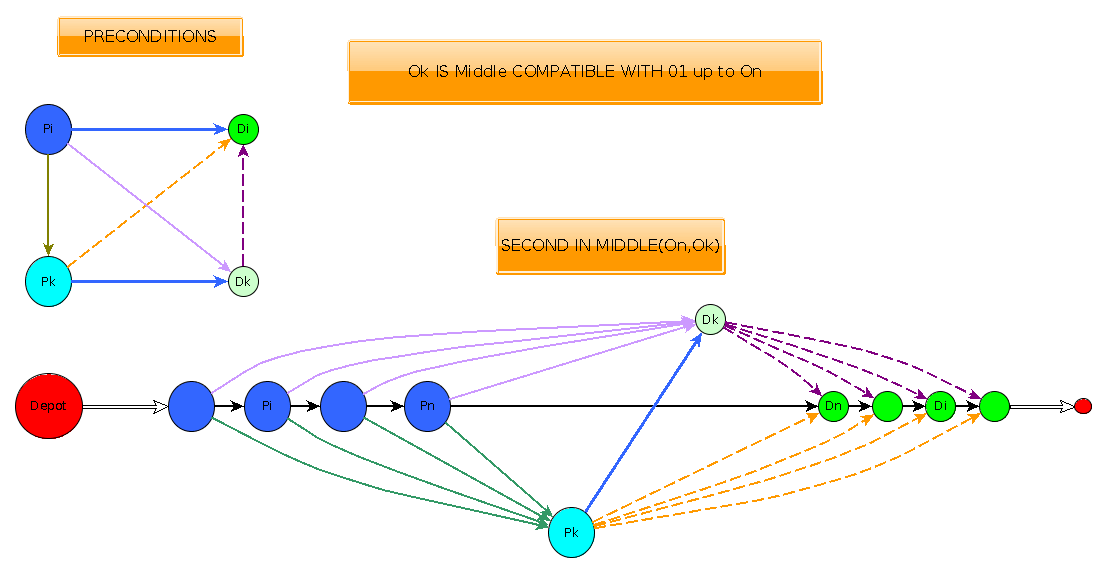 PRECONDITIONS
Ok IS Middle COMPATIBLE WITH 01 up to On
Pi
Di
Pk
Dk
SECOND IN MIDDLE(On,Ok)
Dk
Depot
Pi
Pn
Dn
Di
Pk